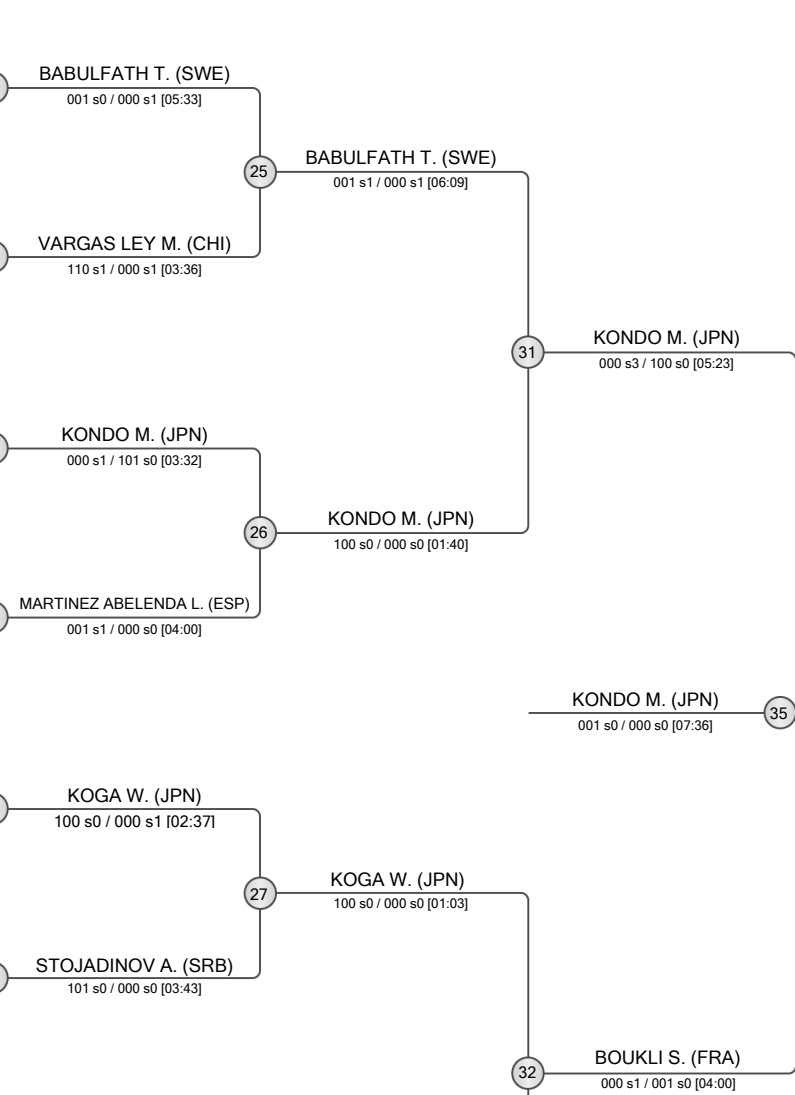 BABULFATH T. (SWE)
001 s0 / 000 s1 [05:33]
25
BABULFATH T. (SWE)
001 s1 / 000 s1 [06:09]
VARGAS LEY M. (CHI)
110 s1 / 000 s1 [03:36]
31
KONDO M. (JPN)
000 s3 / 100 s0 [05:23]
KONDO M. (JPN)
000 s1 / 101 s0 [03:32]
26
KONDO M. (JPN)
100 s0 / 000 s0 [01:40]
MARTINEZ ABELENDA L. (ESP)
001 s1 / 000 s0 [04:00]
KONDO M. (JPN)
001 s0 / 000 s0 [07:36]
35
KOGA W. (JPN)
100 s0 / 000 s1 [02:37]
27
KOGA W. (JPN)
100 s0 / 000 s0 [01:03]
STOJADINOV A. (SRB)
101 s0 / 000 s0 [03:43]
32
BOUKLI S. (FRA)
000 s1 / 001 s0 [04:00]